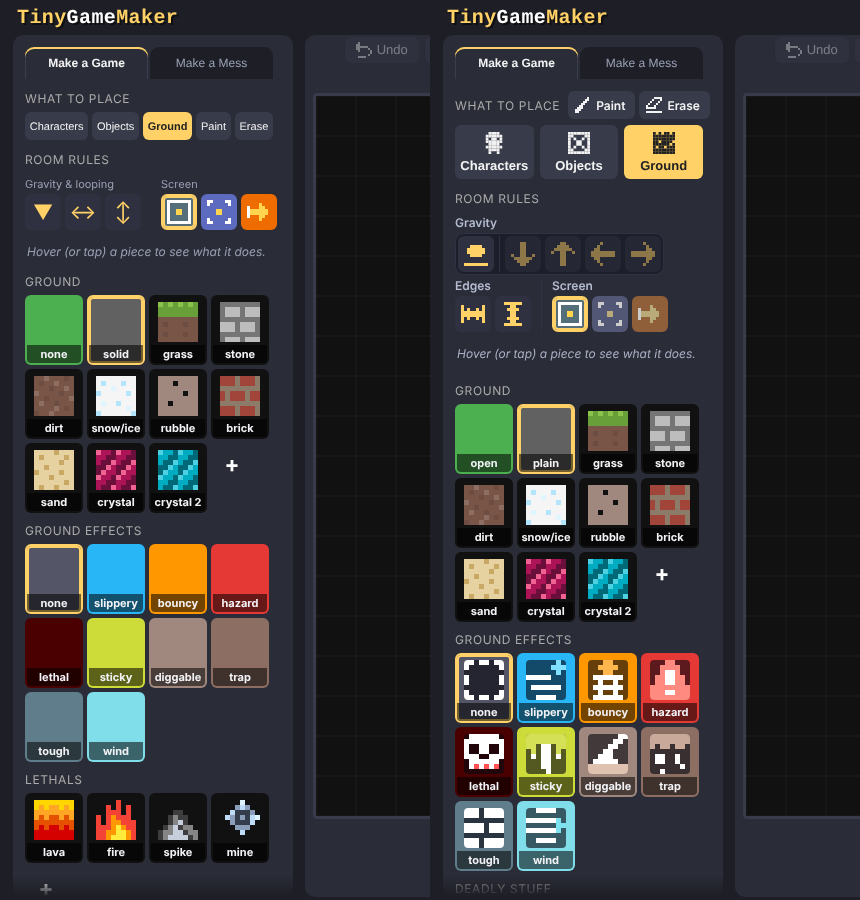 TinyGameMaker
Make a Game Make a Mess
Undo
WHAT TO PLACE
Characters Objects Ground Paint Erase
ROOM RULES
Gravity & looping Screen
Hover (or tap) a piece to see what it does.
GROUND
none solid grass stone
dirt snow/ice rubble brick
sand crystal crystal 2 +
GROUND EFFECTS
none slippery bouncy hazard
lethal sticky diggable trap
tough wind
LETHALS
lava fire spike mine
+
TinyGameMaker
Make a Game Make a Mess
Undo
WHAT TO PLACE Paint Erase
Characters Objects Ground
ROOM RULES
Gravity
Edges Screen
Hover (or tap) a piece to see what it does.
GROUND
open plain grass stone
dirt snow/ice rubble brick
sand crystal crystal 2 +
GROUND EFFECTS
none slippery bouncy hazard
lethal sticky diggable trap
tough wind
DEADLY STUFF